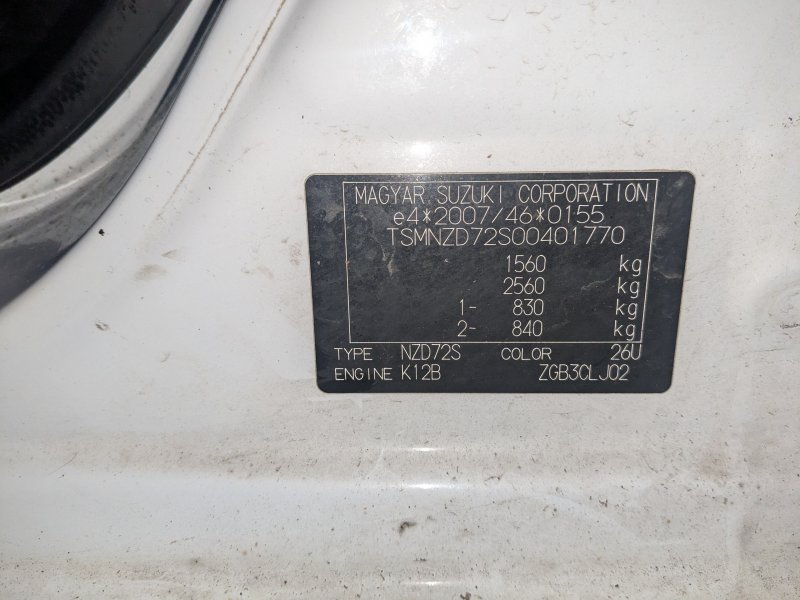 MAGYAR SUZUKI CORPORATION
e4*2007/46*0155
TSMNZD72S00401770
1560 kg
2560 kg
1- 830 kg
2- 840 kg
TYPE NZD72S COLOR 26U
ENGINE K12B ZGB3CLJ02